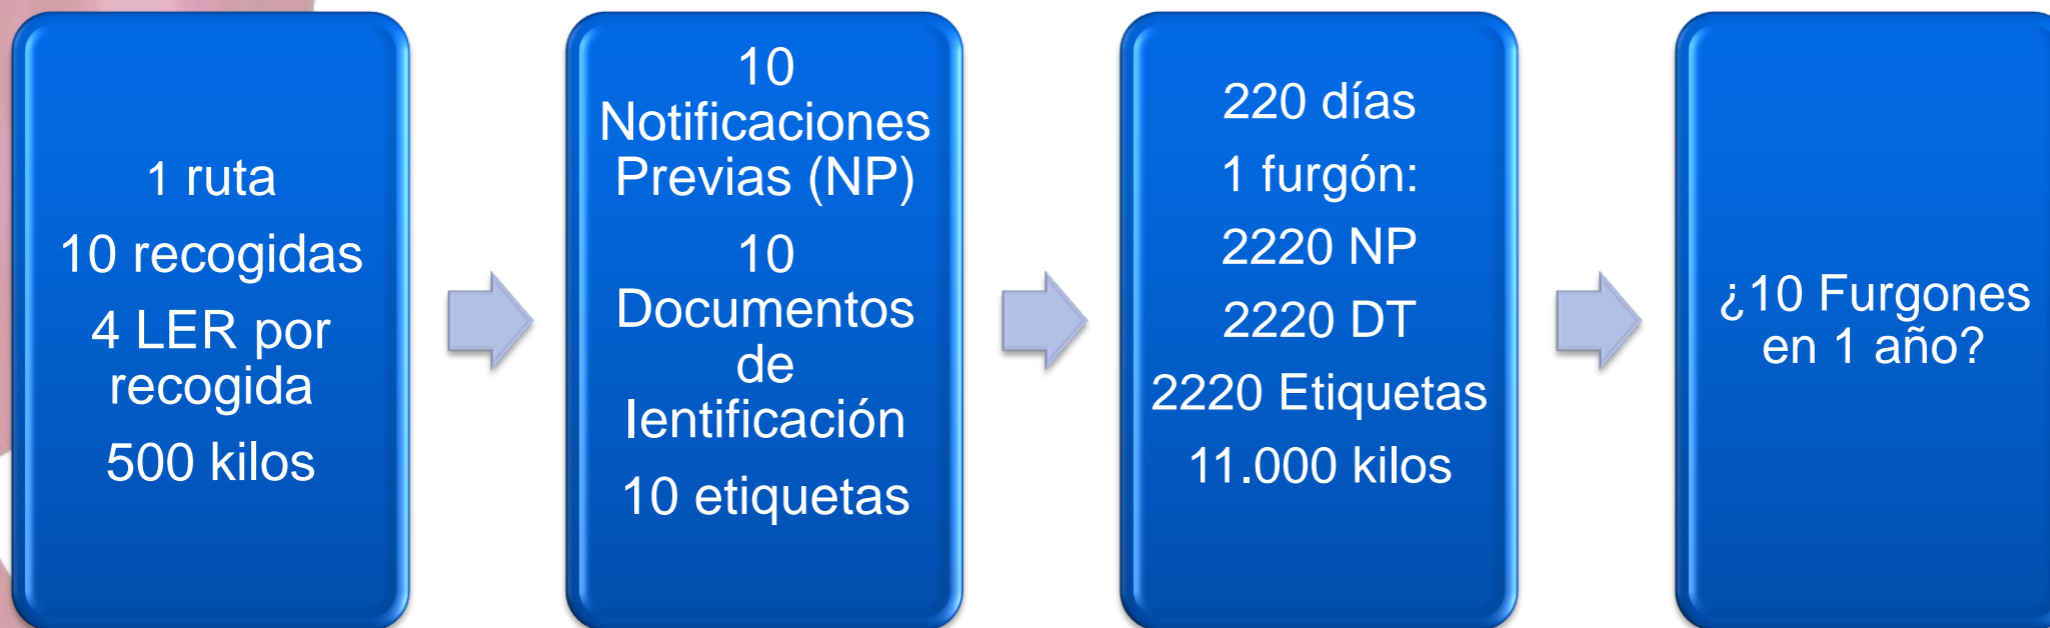 1 ruta
10 recogidas
4 LER por
recogida
500 kilos
10
Notificaciones
Previas (NP)
10
Documentos
de
Ientificación
10 etiquetas
220 días
1 furgón:
2220 NP
2220 DT
2220 Etiquetas
11.000 kilos
¿10 Furgones
en 1 año?